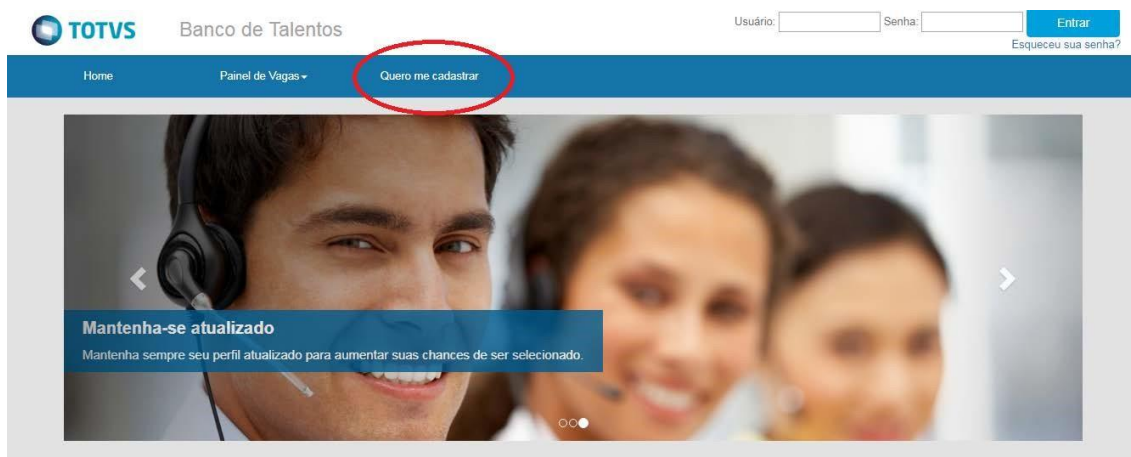 TOTVS Banco de Talentos Usuário: Senha: Entrar
Esqueceu sua senha?
Home Painel de Vagas Quero me cadastrar
Mantenha-se atualizado
Mantenha sempre seu perfil atualizado para aumentar suas chances de ser selecionado.